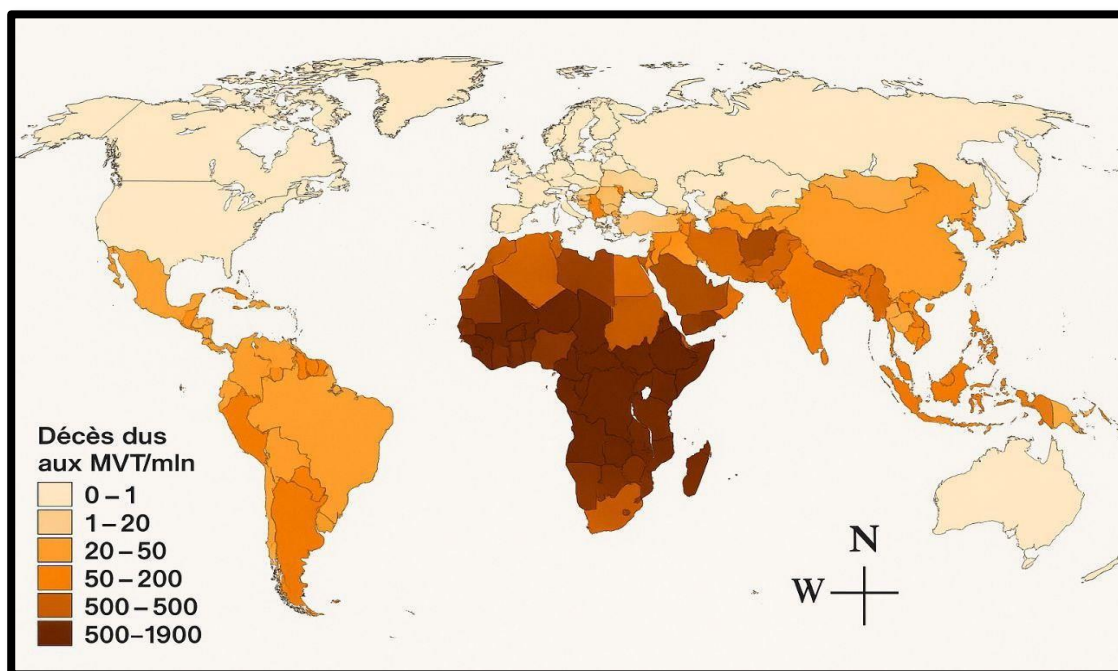 Décès dus
aux MVT/mln
0 – 1
1 – 20
20 – 50
50 – 200
500 – 500
500–1900
N
W